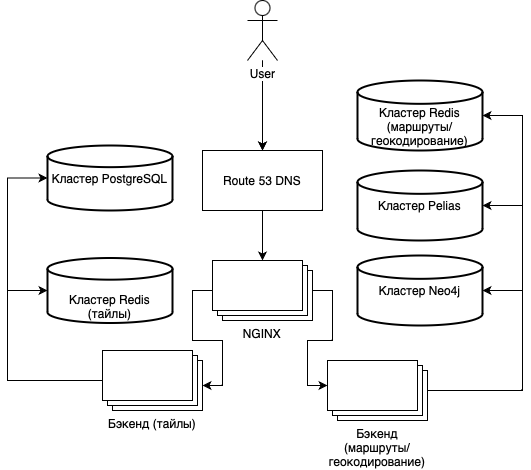 User
Кластер Redis
(маршруты/
геокодирование)
Кластер PostgreSQL
Route 53 DNS
Кластер Pelias
Кластер Redis
(тайлы)
Кластер Neo4j
NGINX
Бэкенд (тайлы)
Бэкенд
(маршруты/
геокодирование)